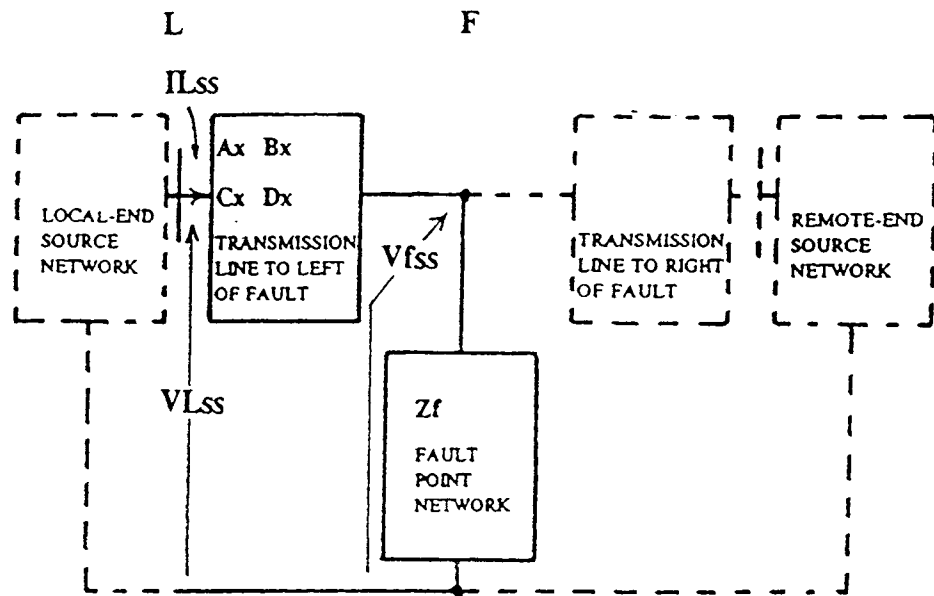 L F
ILss
Ax Bx
Cx Dx
TRANSMISSION
LINE TO LEFT
OF FAULT
LOCAL-END
SOURCE
NETWORK
Vfss
TRANSMISSION
LINE TO RIGHT
OF FAULT
REMOTE-END
SOURCE
NETWORK
VLss
Zf
FAULT
POINT
NETWORK